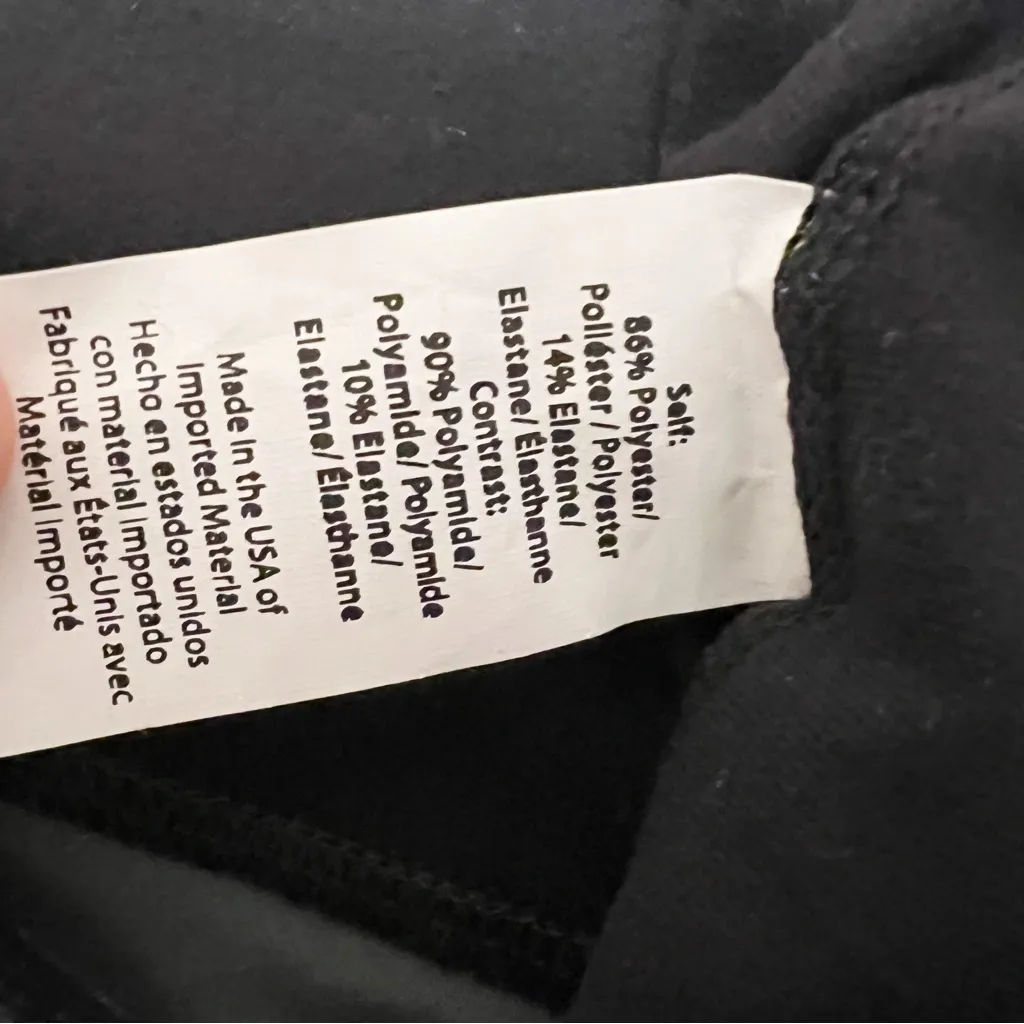 Self:
86% Polyester/
Poliéster / Polyester
14% Elastane/
Elastane/ Élasthanne
Contrast:
90% Polyamide/
Polyamide/ Polyamide
10% Elastane/
Elastane/ Élasthanne
Made in the USA of
Imported Material
Hecho en estados unidos
con material importado
Fabriqué aux États-Unis avec
Matérial Importé